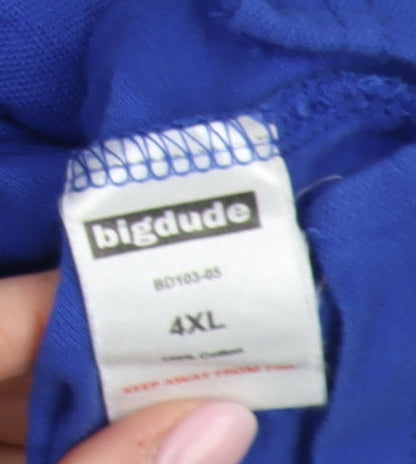 bigdude
BD103-05
4XL
100% Cotton
KEEP AWAY FROM FIRE